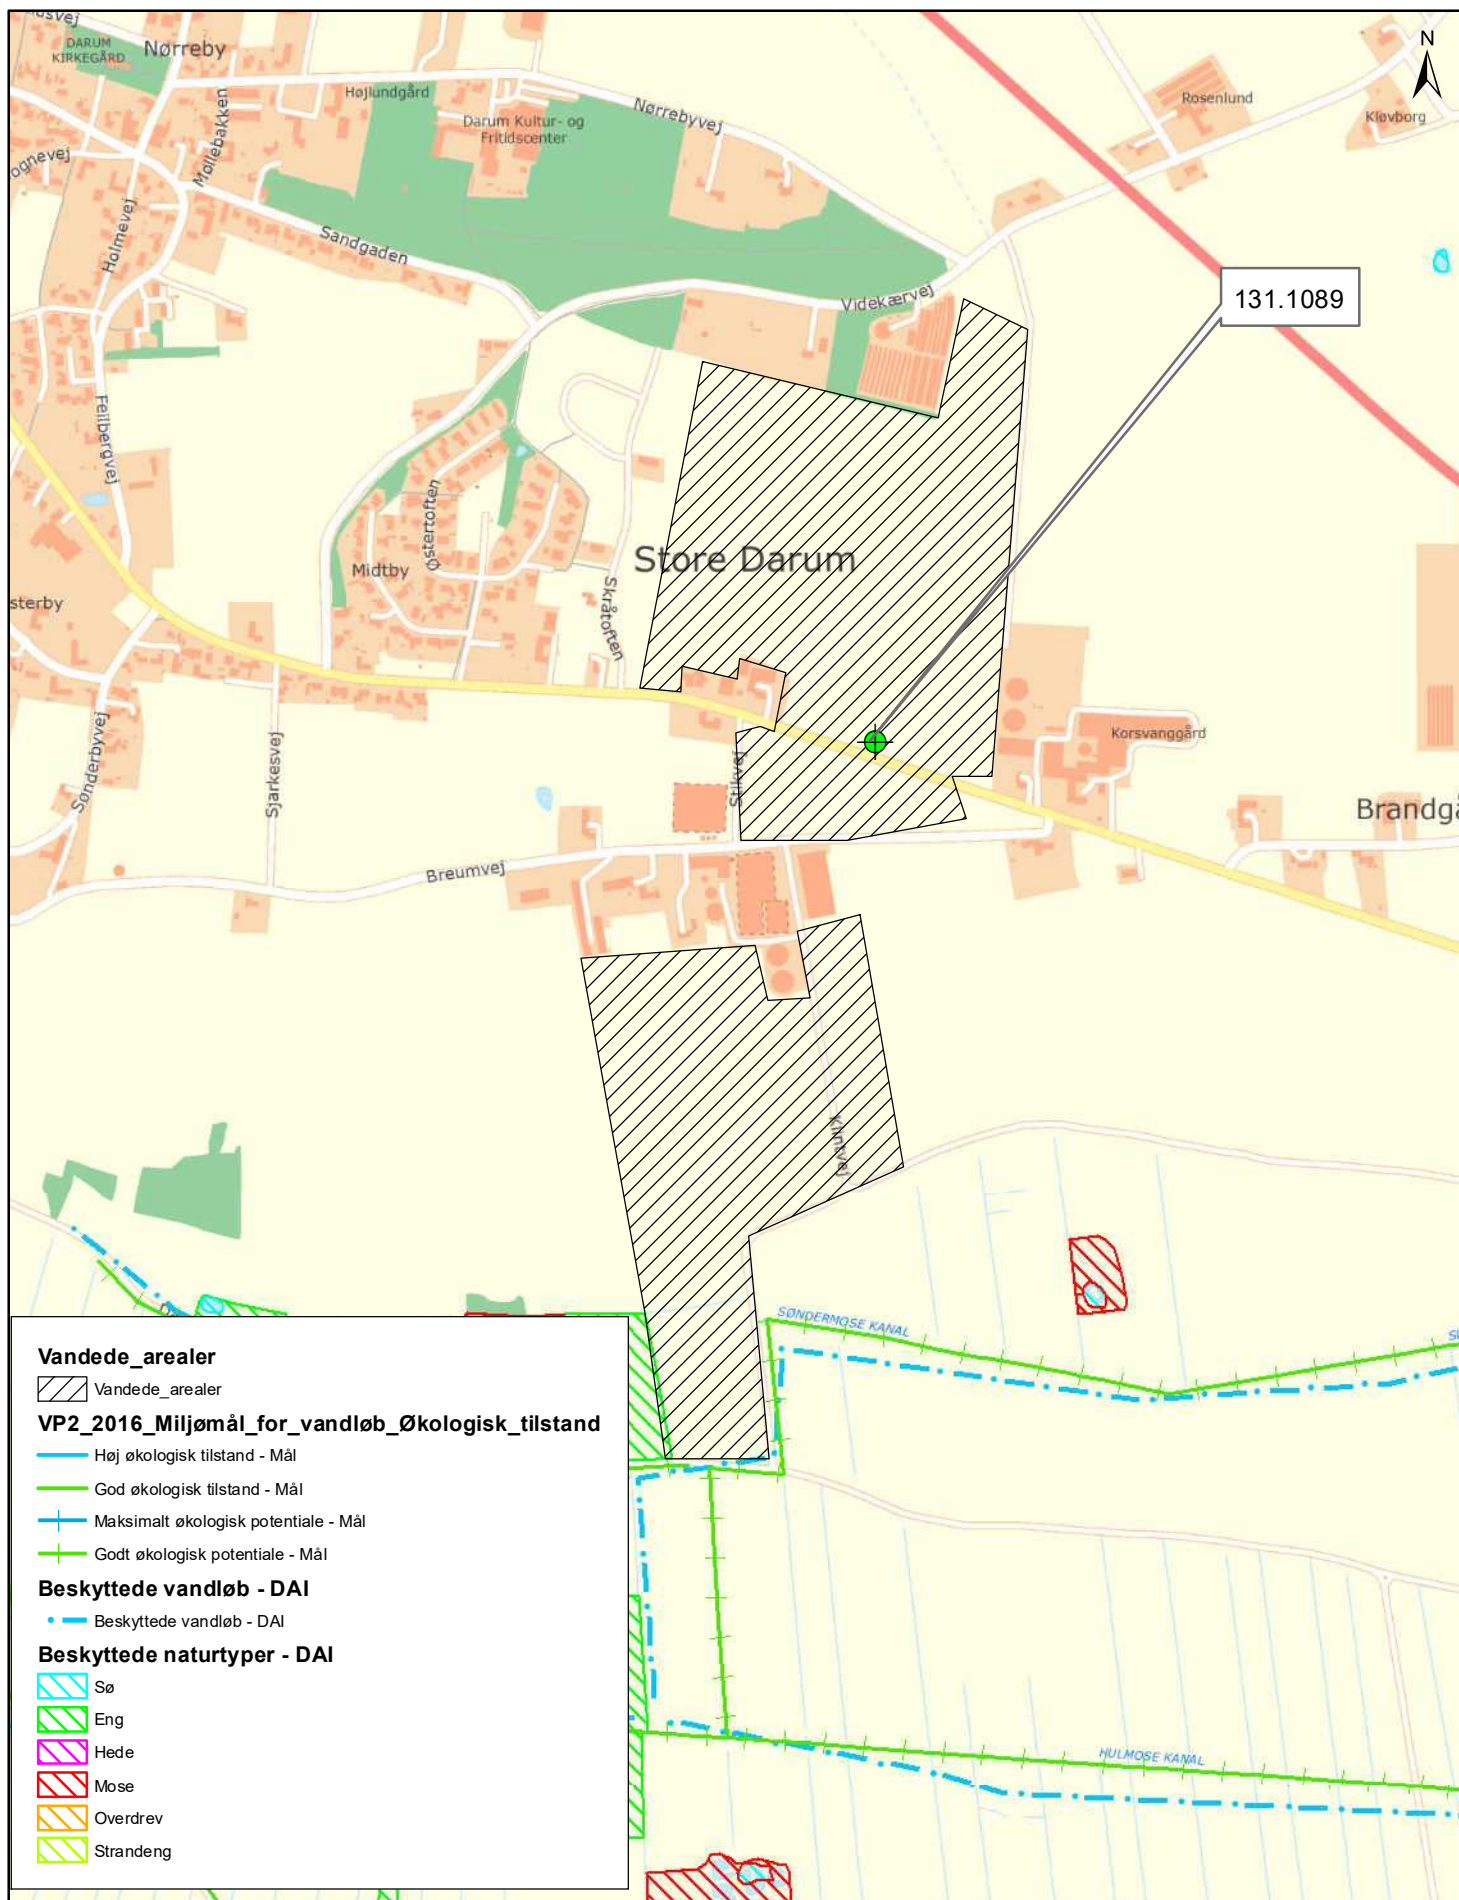 DARUM
KIRKEGÅRD
Nørreby
N
Højlundgård
Nørrebyvej
Rosenlund
Kløvborg
Darum Kultur- og
Fritidscenter
Møllebakken
ognevej
Holmevej
Sandgaden
Videkærvej
131.1089
Feilbergvej
Østertoften
Store Darum
Midtby
Skråtoften
sterby
Sønderbyvej
Sjarkesvej
Stikvej
Korsvanggård
Brandgå
Breumvej
Klintvej
SØNDERMOSE KANAL
HULMOSE KANAL
Vandede_arealer
Vandede_arealer
VP2_2016_Miljømål_for_vandløb_Økologisk_tilstand
Høj økologisk tilstand - Mål
God økologisk tilstand - Mål
Maksimalt økologisk potentiale - Mål
Godt økologisk potentiale - Mål
Beskyttede vandløb - DAI
Beskyttede vandløb - DAI
Beskyttede naturtyper - DAI
Sø
Eng
Hede
Mose
Overdrev
Strandeng